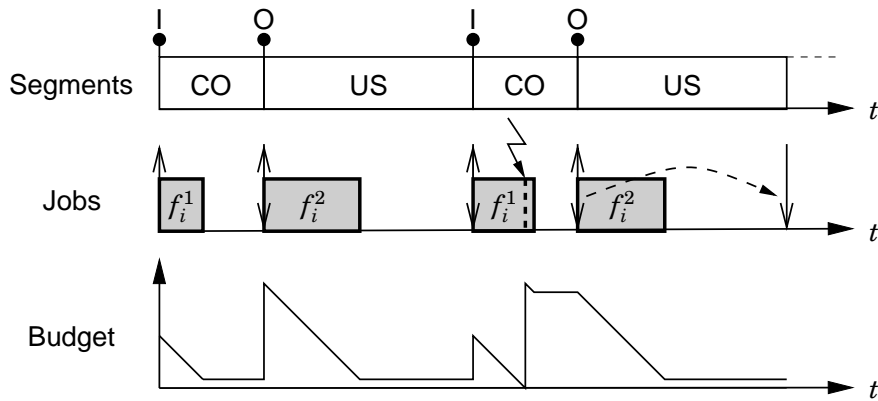 I O I O
Segments CO US CO US t
Jobs f_i^1 f_i^2 f_i^1 f_i^2 t
Budget t